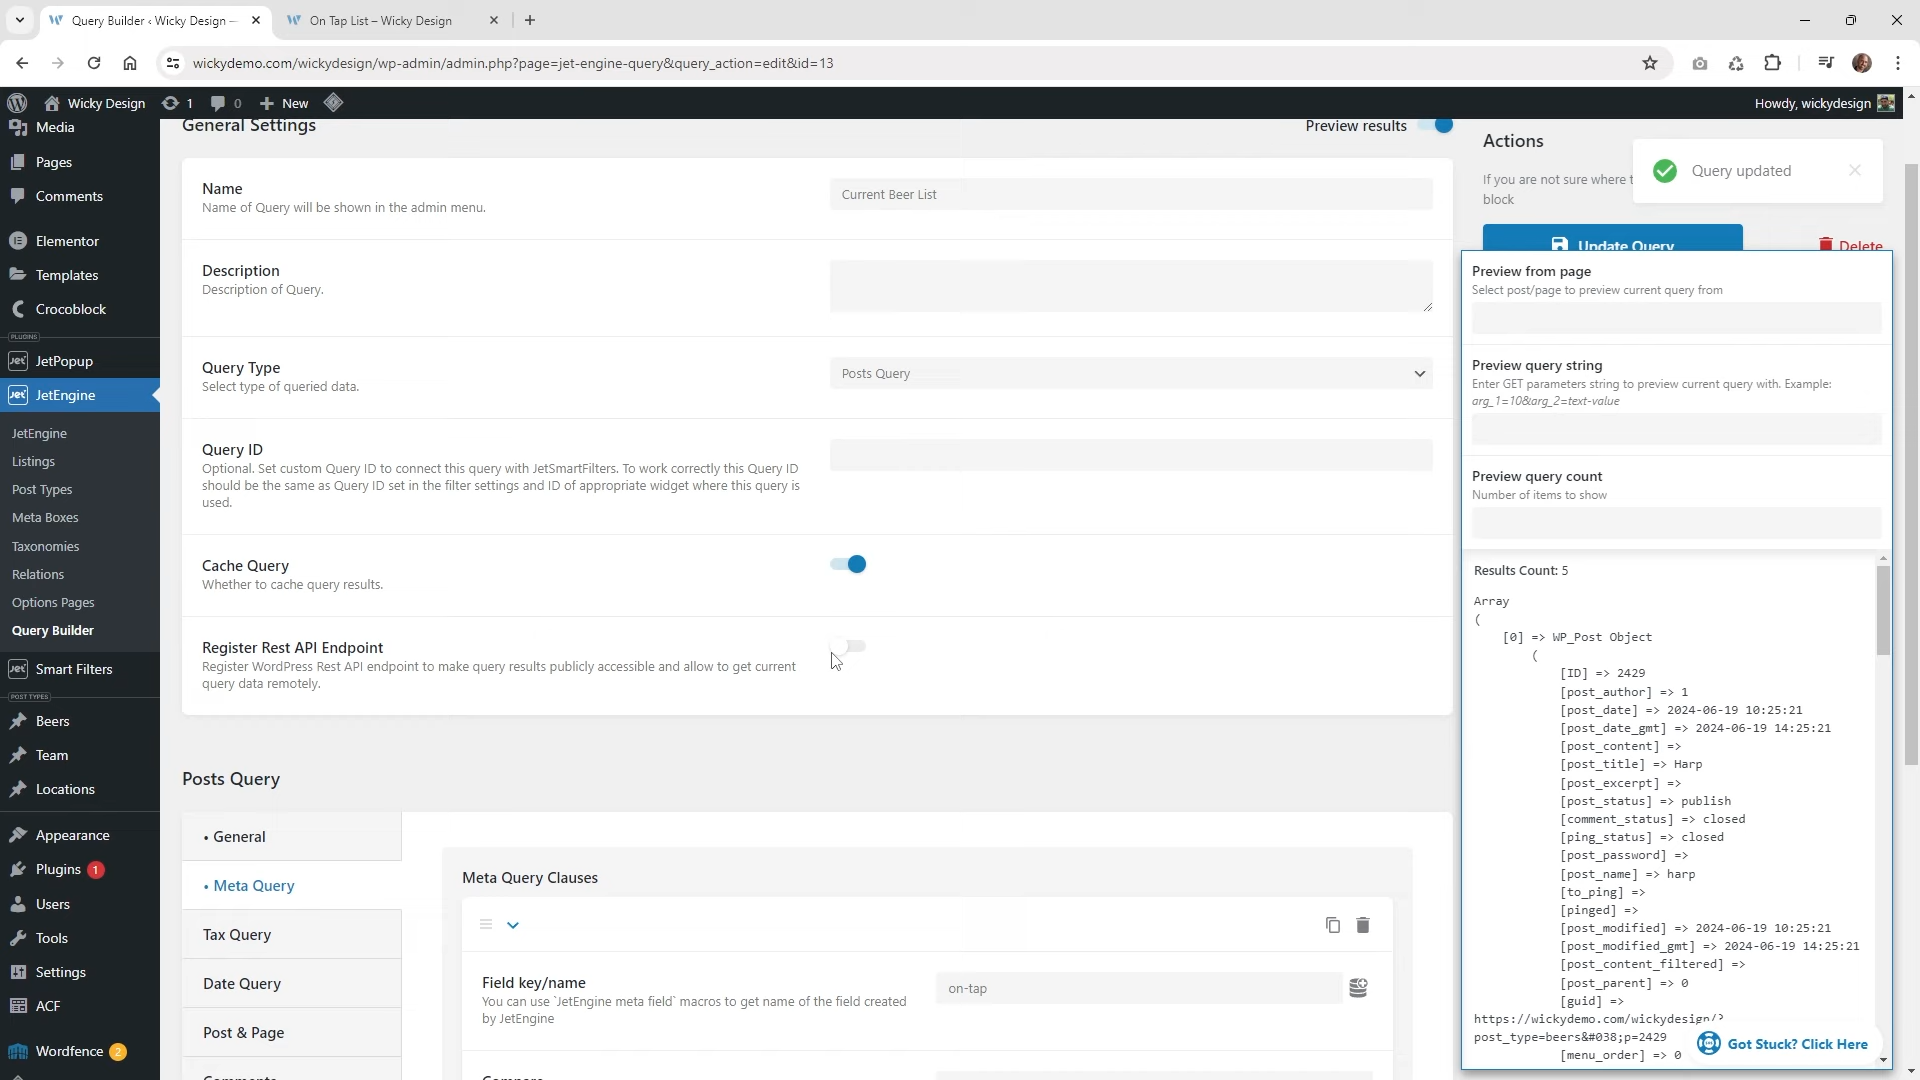 Query Builder ‹ Wicky Design —
On Tap List – Wicky Design
wickydemo.com/wickydesign/wp-admin/admin.php?page=jet-engine-query&query_action=edit&id=13
Wicky Design
1
0
New
Howdy, wickydesign
Media
Pages
Comments
Elementor
Templates
Crocoblock
PLUGINS
JetPopup
JetEngine
JetEngine
Listings
Post Types
Meta Boxes
Taxonomies
Relations
Options Pages
Query Builder
Smart Filters
POST TYPES
Beers
Team
Locations
Appearance
Plugins 1
Users
Tools
Settings
ACF
Wordfence 2
General Settings
Preview results
Name
Name of Query will be shown in the admin menu.
Current Beer List
Description
Description of Query.
Query Type
Select type of queried data.
Posts Query
Query ID
Optional. Set custom Query ID to connect this query with JetSmartFilters. To work correctly this Query ID
should be the same as Query ID set in the filter settings and ID of appropriate widget where this query is
used.
Cache Query
Whether to cache query results.
Register Rest API Endpoint
Register WordPress Rest API endpoint to make query results publicly accessible and allow to get current
query data remotely.
Posts Query
• General
• Meta Query
Tax Query
Date Query
Post & Page
Meta Query Clauses
Field key/name
You can use `JetEngine meta field` macros to get name of the field created
by JetEngine
on-tap
Actions
If you are not sure where t
block
Query updated
Update Query
Delete
Preview from page
Select post/page to preview current query from
Preview query string
Enter GET parameters string to preview current query with. Example:
arg_1=10&arg_2=text-value
Preview query count
Number of items to show
Results Count: 5
Array
(
[0] => WP_Post Object
(
[ID] => 2429
[post_author] => 1
[post_date] => 2024-06-19 10:25:21
[post_date_gmt] => 2024-06-19 14:25:21
[post_content] =>
[post_title] => Harp
[post_excerpt] =>
[post_status] => publish
[comment_status] => closed
[ping_status] => closed
[post_password] =>
[post_name] => harp
[to_ping] =>
[pinged] =>
[post_modified] => 2024-06-19 10:25:21
[post_modified_gmt] => 2024-06-19 14:25:21
[post_content_filtered] =>
[post_parent] => 0
[guid] =>
https://wickydemo.com/wickydesign/?
post_type=beers&#038;p=2429
[menu_order] => 0
Got Stuck? Click Here